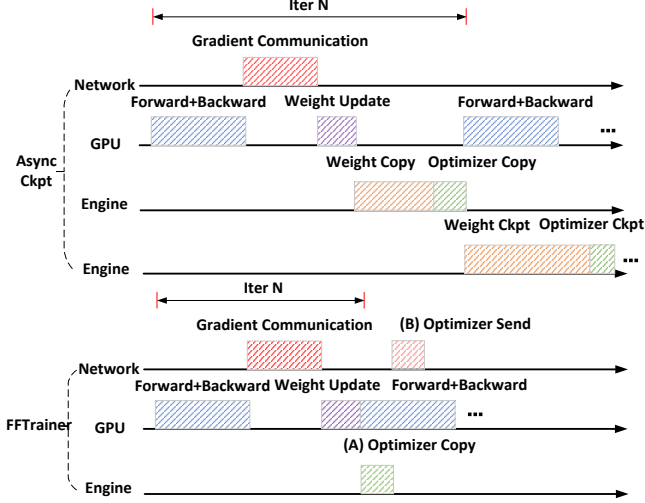 Iter N
Gradient Communication
Network
Forward+Backward Weight Update Forward+Backward
GPU
...
Async
Ckpt
Weight Copy Optimizer Copy
Engine
Weight Ckpt Optimizer Ckpt
Engine
...
Iter N
Gradient Communication (B) Optimizer Send
Network
Forward+Backward Weight Update Forward+Backward
FFTrainer
GPU
...
(A) Optimizer Copy
Engine